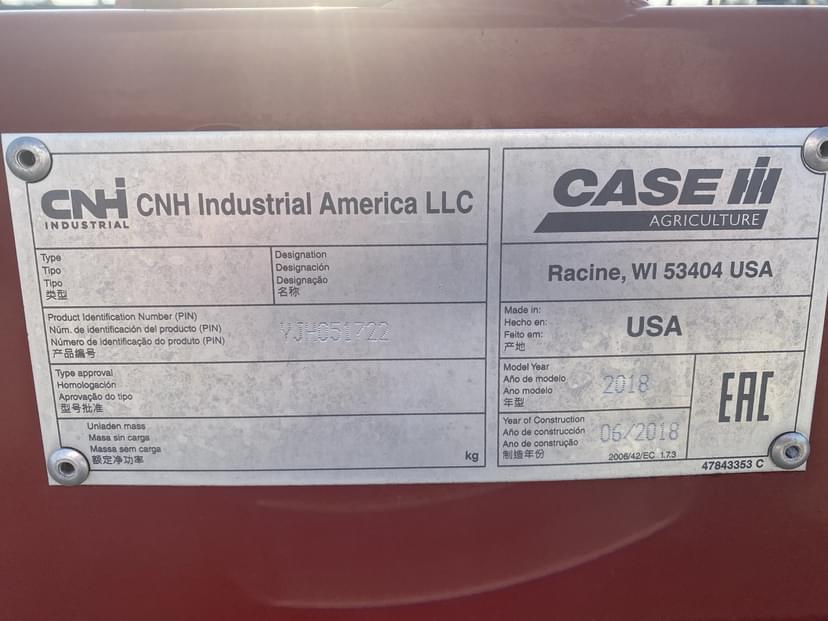 CNH INDUSTRIAL
CNH Industrial America LLC
Type
Tipo
Tipo
类型
Designation
Designación
Designação
名称
Product Identification Number (PIN)
Núm. de identificación del producto (PIN)
Número de identificação do produto (PIN)
产品编号
YJH051722
Type approval
Homologación
Aprovação do tipo
型号批准
Unladen mass
Masa sin carga
Massa sem carga
额定净功率
kg
CASE IH
AGRICULTURE
Racine, WI 53404 USA
Made in:
Hecho en:
Feito em:
产地
USA
Model Year
Año de modelo
Ano modelo
年型
2018
Year of Construction
Año de construcción
Ano de construção
制造年份
06/2018
2006/42/EC 1.7.3
EAC
47843353 C